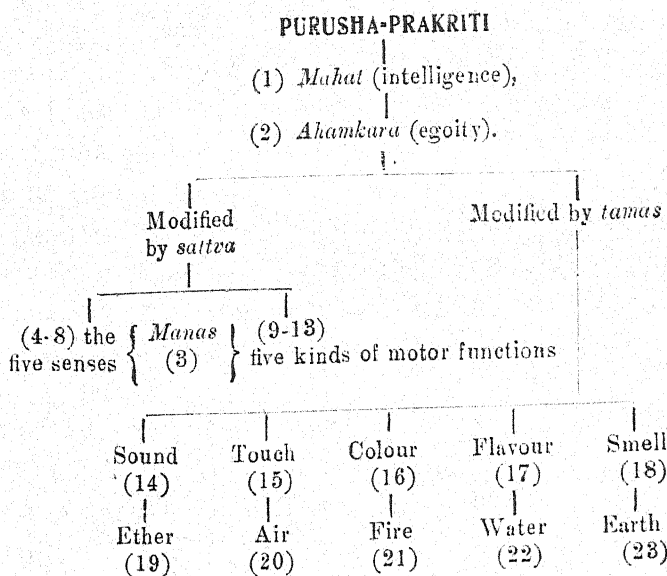 PURUSHA=PRAKRITI
(1) Mahat (intelligence),
(2) Ahamkara (egoity).
Modified by sattva
Modified by tamas
(4-8) the five senses { Manas (3) } (9-13) five kinds of motor functions
Sound Touch Colour Flavour Smell
(14) (15) (16) (17) (18)
Ether Air Fire Water Earth
(19) (20) (21) (22) (23)